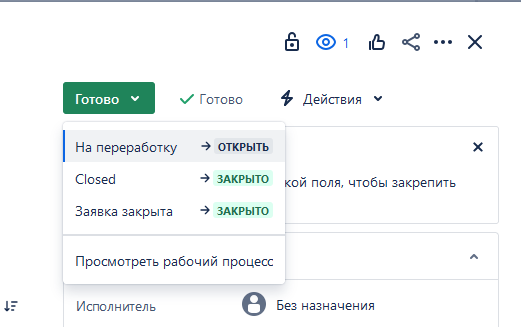 1
Готово Готово Действия
На переработку → ОТКРЫТЬ
Closed → ЗАКРЫТО
кой поля, чтобы закрепить
Заявка закрыта → ЗАКРЫТО
Просмотреть рабочий процесс
Исполнитель Без назначения